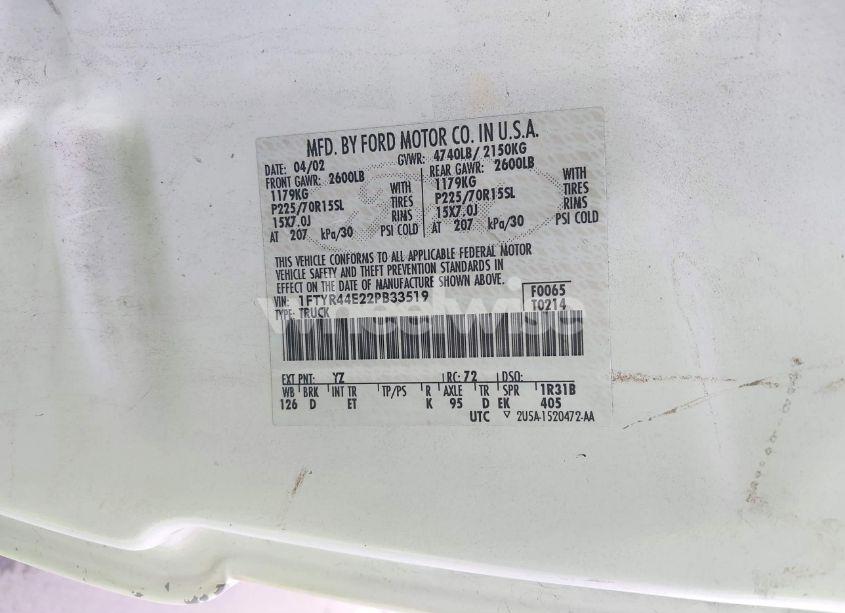 MFD. BY FORD MOTOR CO. IN U.S.A.
DATE: 04/02 GVWR: 4740LB/ 2150KG
FRONT GAWR: 2600LB REAR GAWR: 2600LB
1179KG WITH 1179KG WITH
P225/70R15SL TIRES P225/70R15SL TIRES
15X7.0J RIMS 15X7.0J RIMS
AT 207 kPa/30 PSI COLD AT 207 kPa/30 PSI COLD
THIS VEHICLE CONFORMS TO ALL APPLICABLE FEDERAL MOTOR
VEHICLE SAFETY AND THEFT PREVENTION STANDARDS IN
EFFECT ON THE DATE OF MANUFACTURE SHOWN ABOVE.
VIN: 1FTYR44E22PB33519 F0065
TYPE: TRUCK T0214
wheelwise
EXT PNT: YZ RC: 72 DSO:
WB BRK INT TR TP/PS R AXLE TR SPR 1R31B
126 D ET K 95 D EK 405
UTC ▽ 2U5A-1520472-AA